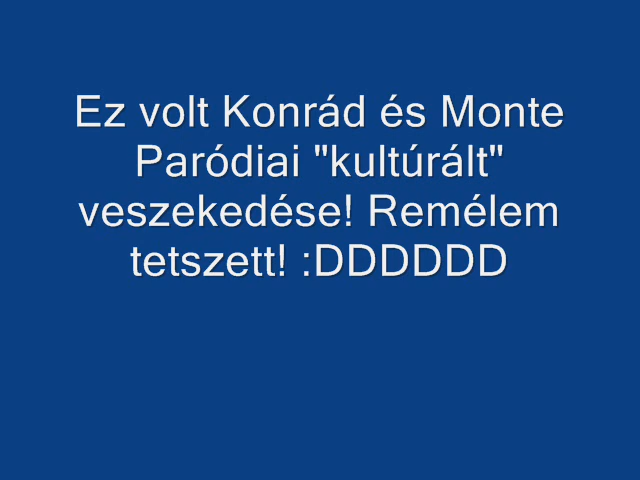 Ez volt Konrád és Monte
Paródiai "kultúrált"
veszekedése! Remélem
tetszett! :DDDDDD